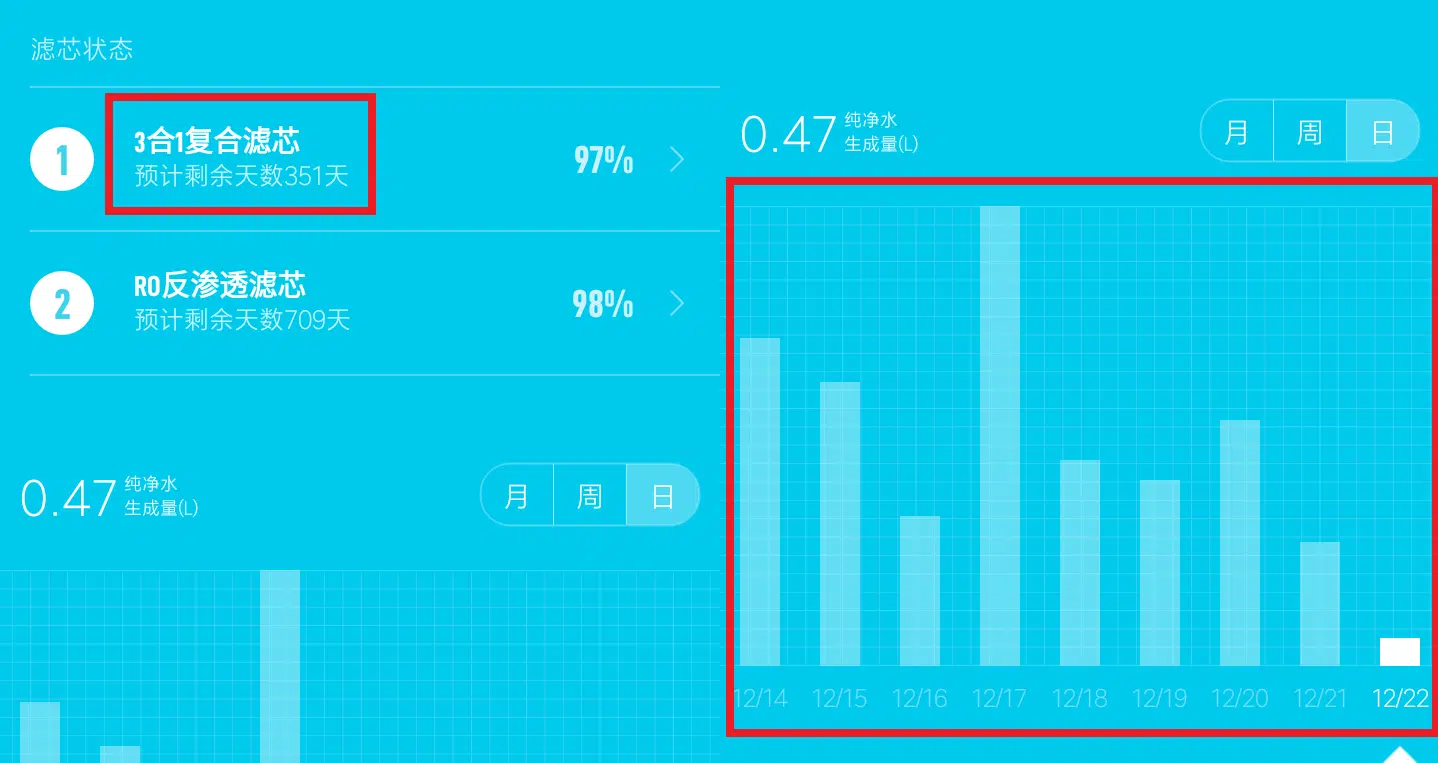 滤芯状态
1
3合1复合滤芯
预计剩余天数351天
97%
2
RO反渗透滤芯
预计剩余天数709天
98%
0.47
纯净水
生成量(L)
月 周 日
0.47
纯净水
生成量(L)
月 周 日
12/14 12/15 12/16 12/17 12/18 12/19 12/20 12/21 12/22